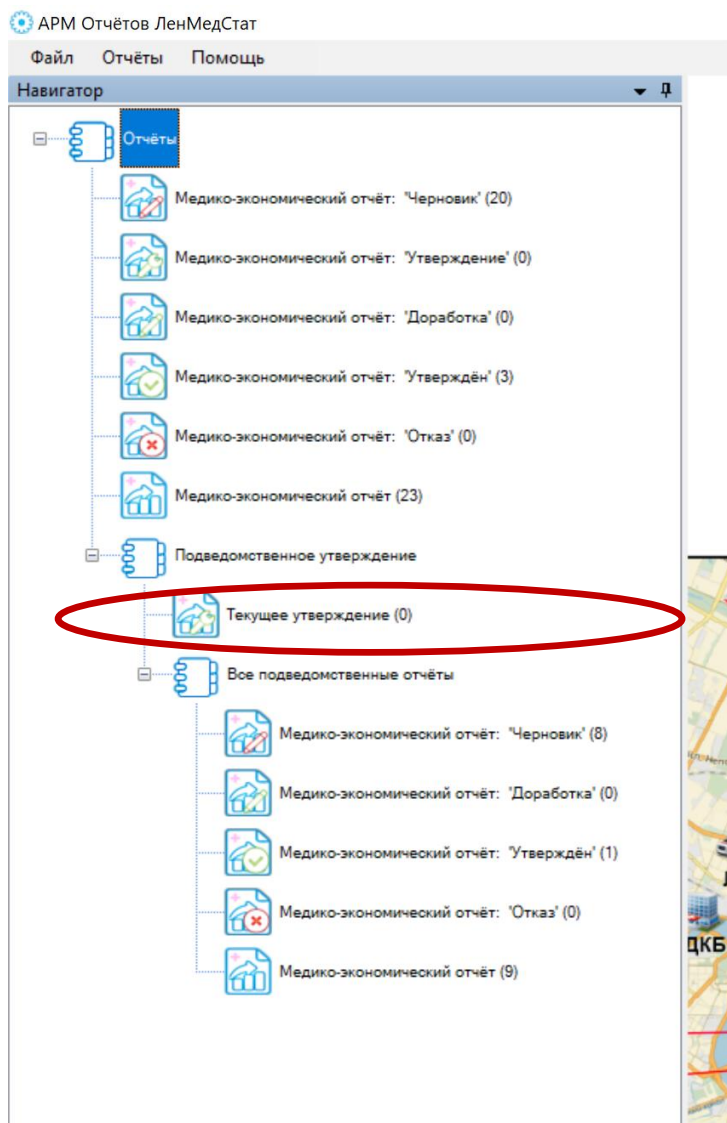 АРМ Отчётов ЛенМедСтат
Файл Отчёты Помощь
Навигатор
Отчёты
Медико-экономический отчёт: 'Черновик' (20)
Медико-экономический отчёт: 'Утверждение' (0)
Медико-экономический отчёт: 'Доработка' (0)
Медико-экономический отчёт: 'Утверждён' (3)
Медико-экономический отчёт: 'Отказ' (0)
Медико-экономический отчёт (23)
Подведомственное утверждение
Текущее утверждение (0)
Все подведомственные отчёты
Медико-экономический отчёт: 'Черновик' (8)
Медико-экономический отчёт: 'Доработка' (0)
Медико-экономический отчёт: 'Утверждён' (1)
Медико-экономический отчёт: 'Отказ' (0)
ДКБ
Медико-экономический отчёт (9)